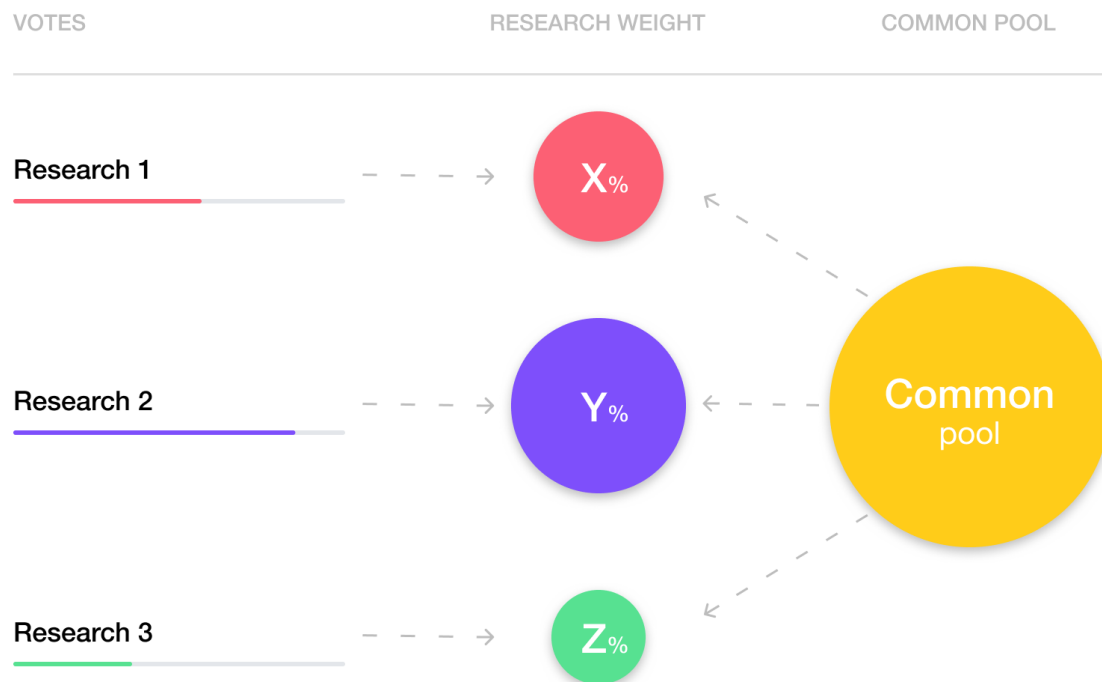 VOTES RESEARCH WEIGHT COMMON POOL
Research 1
X%
Research 2
Y%
Common
pool
Research 3
Z%